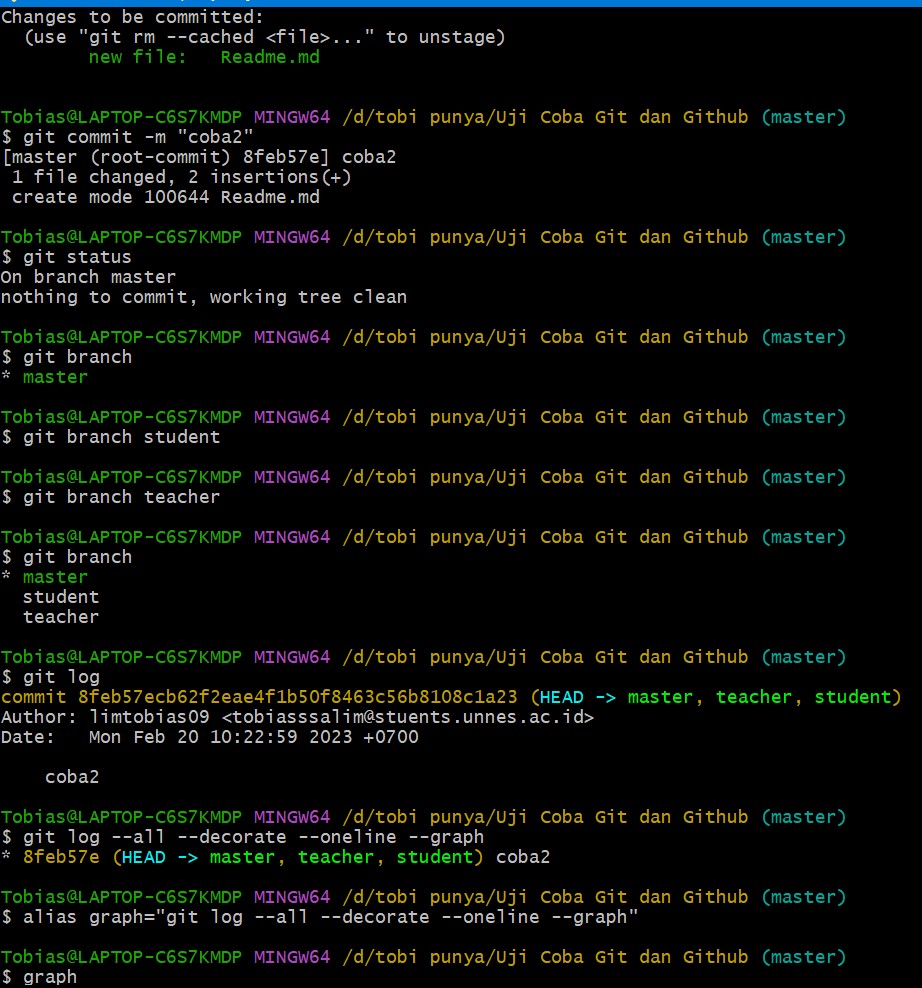 Changes to be committed:
  (use "git rm --cached <file>..." to unstage)
        new file:   Readme.md
Tobias@LAPTOP-C6S7KMDP MINGW64 /d/tobi punya/Uji Coba Git dan Github (master)
$ git commit -m "coba2"
[master (root-commit) 8feb57e] coba2
 1 file changed, 2 insertions(+)
 create mode 100644 Readme.md
Tobias@LAPTOP-C6S7KMDP MINGW64 /d/tobi punya/Uji Coba Git dan Github (master)
$ git status
On branch master
nothing to commit, working tree clean
Tobias@LAPTOP-C6S7KMDP MINGW64 /d/tobi punya/Uji Coba Git dan Github (master)
$ git branch
* master
Tobias@LAPTOP-C6S7KMDP MINGW64 /d/tobi punya/Uji Coba Git dan Github (master)
$ git branch student
Tobias@LAPTOP-C6S7KMDP MINGW64 /d/tobi punya/Uji Coba Git dan Github (master)
$ git branch teacher
Tobias@LAPTOP-C6S7KMDP MINGW64 /d/tobi punya/Uji Coba Git dan Github (master)
$ git branch
* master
  student
  teacher
Tobias@LAPTOP-C6S7KMDP MINGW64 /d/tobi punya/Uji Coba Git dan Github (master)
$ git log
commit 8feb57ecb62f2eae4f1b50f8463c56b8108c1a23 (HEAD -> master, teacher, student)
Author: limtobias09 <tobiasssalim@stuents.unnes.ac.id>
Date:   Mon Feb 20 10:22:59 2023 +0700
    coba2
Tobias@LAPTOP-C6S7KMDP MINGW64 /d/tobi punya/Uji Coba Git dan Github (master)
$ git log --all --decorate --oneline --graph
* 8feb57e (HEAD -> master, teacher, student) coba2
Tobias@LAPTOP-C6S7KMDP MINGW64 /d/tobi punya/Uji Coba Git dan Github (master)
$ alias graph="git log --all --decorate --oneline --graph"
Tobias@LAPTOP-C6S7KMDP MINGW64 /d/tobi punya/Uji Coba Git dan Github (master)
$ graph